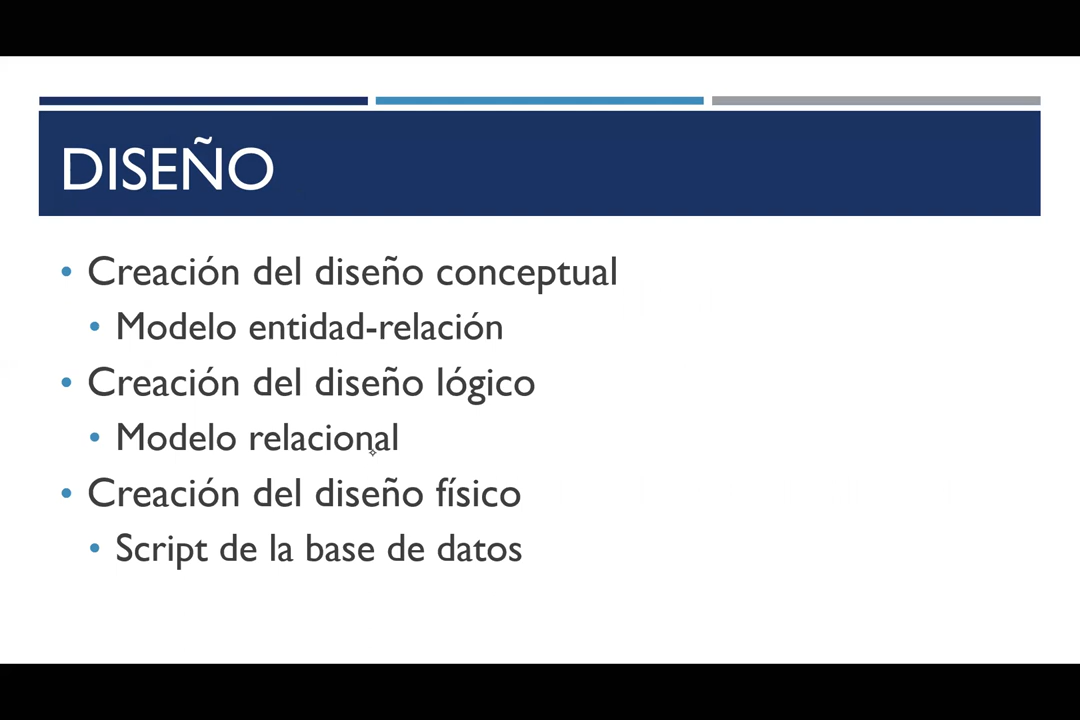 DISEÑO
• Creación del diseño conceptual
• Modelo entidad-relación
• Creación del diseño lógico
• Modelo relacional
• Creación del diseño físico
• Script de la base de datos